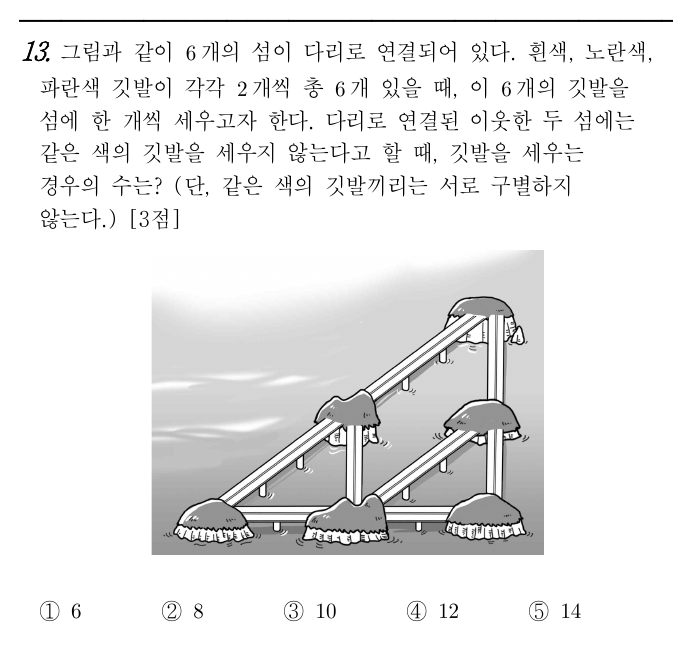 13. 그림과 같이 6개의 섬이 다리로 연결되어 있다. 흰색, 노란색,
파란색 깃발이 각각 2개씩 총 6개 있을 때, 이 6개의 깃발을
섬에 한 개씩 세우고자 한다. 다리로 연결된 이웃한 두 섬에는
같은 색의 깃발을 세우지 않는다고 할 때, 깃발을 세우는
경우의 수는? (단, 같은 색의 깃발끼리는 서로 구별하지
않는다.) [3점]
① 6 ② 8 ③ 10 ④ 12 ⑤ 14